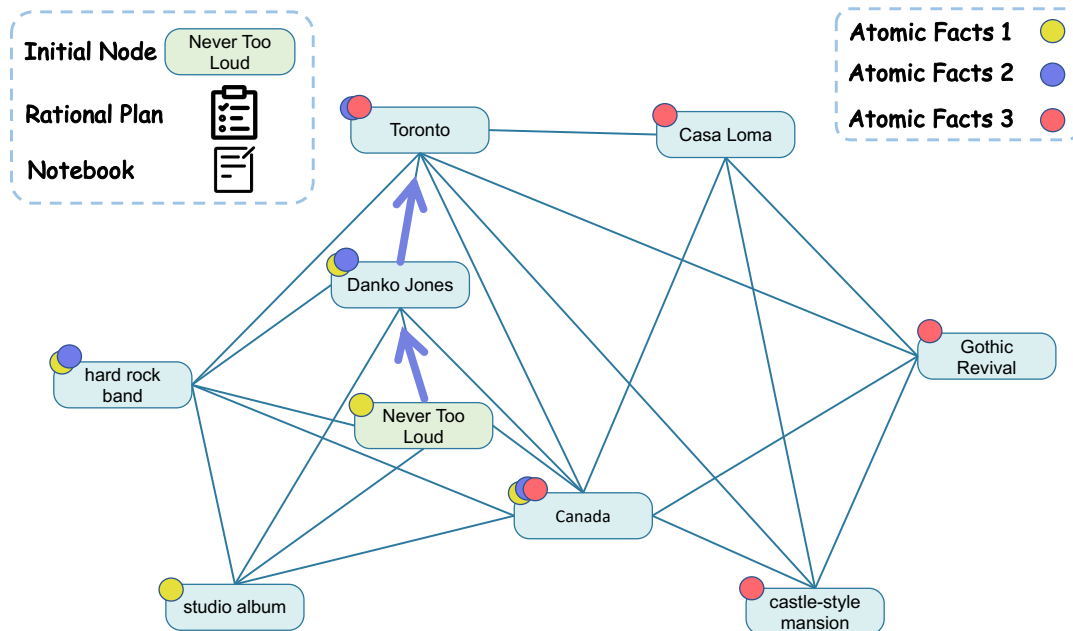 Initial Node
Never Too
Loud
Rational Plan
Notebook
Atomic Facts 1
Atomic Facts 2
Atomic Facts 3
Toronto
Casa Loma
Danko Jones
hard rock
band
Gothic
Revival
Never Too
Loud
Canada
studio album
castle-style
mansion